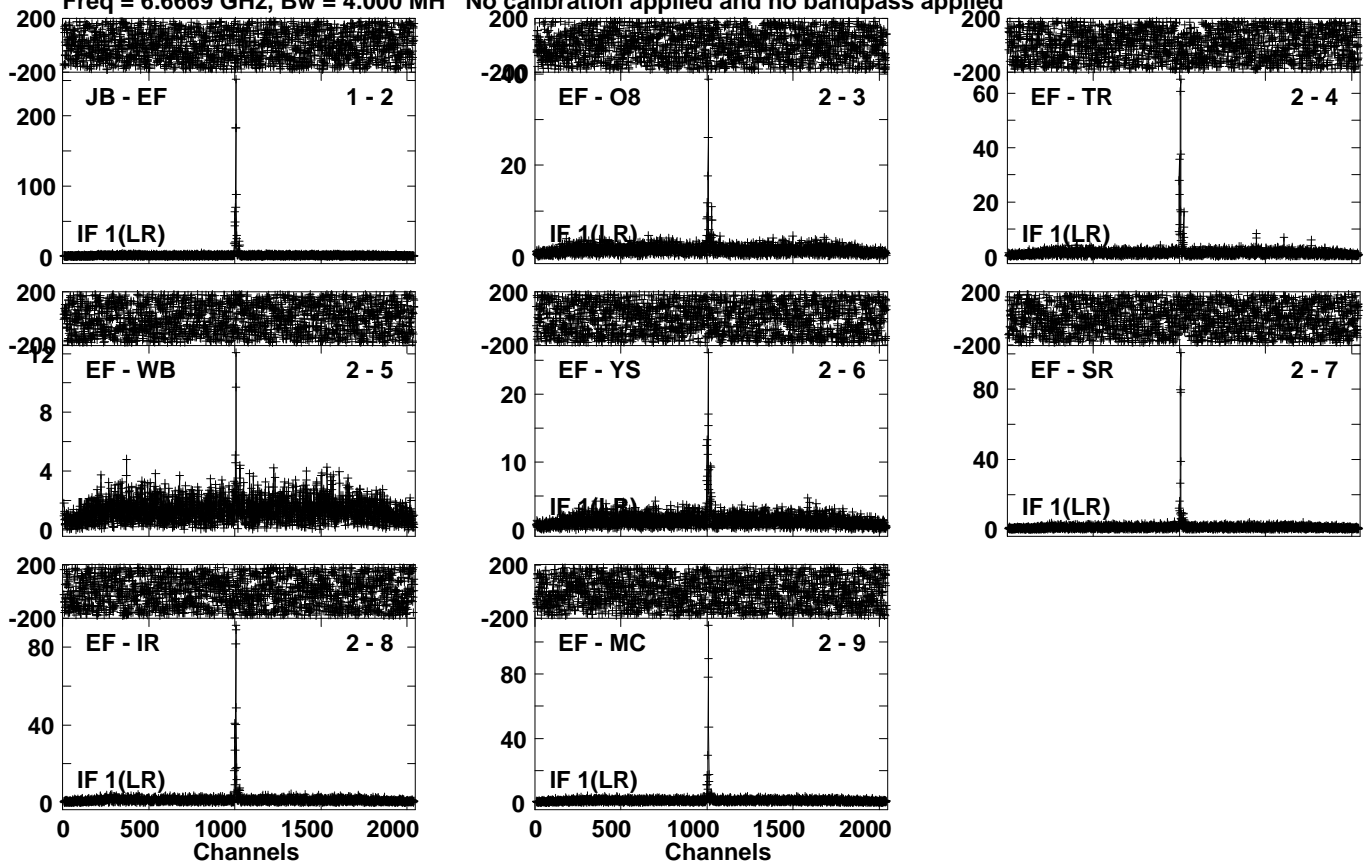 Freq = 6.6669 GHz, Bw = 4.000 MH No calibration applied and no bandpass applied
200
-200
JB - EF 1 - 2
200
100
0
IF 1(LR)
200
-200
40
EF - O8 2 - 3
20
0
IF 1(LR)
200
-200
EF - TR 2 - 4
60
40
20
0
IF 1(LR)
200
-200
12
EF - WB 2 - 5
8
4
0
200
-200
EF - YS 2 - 6
20
10
0
IF 1(LR)
200
-200
EF - SR 2 - 7
80
40
0
IF 1(LR)
200
-200
EF - IR 2 - 8
80
40
0
IF 1(LR)
0 500 1000 1500 2000
Channels
200
-200
EF - MC 2 - 9
80
40
0
IF 1(LR)
0 500 1000 1500 2000
Channels